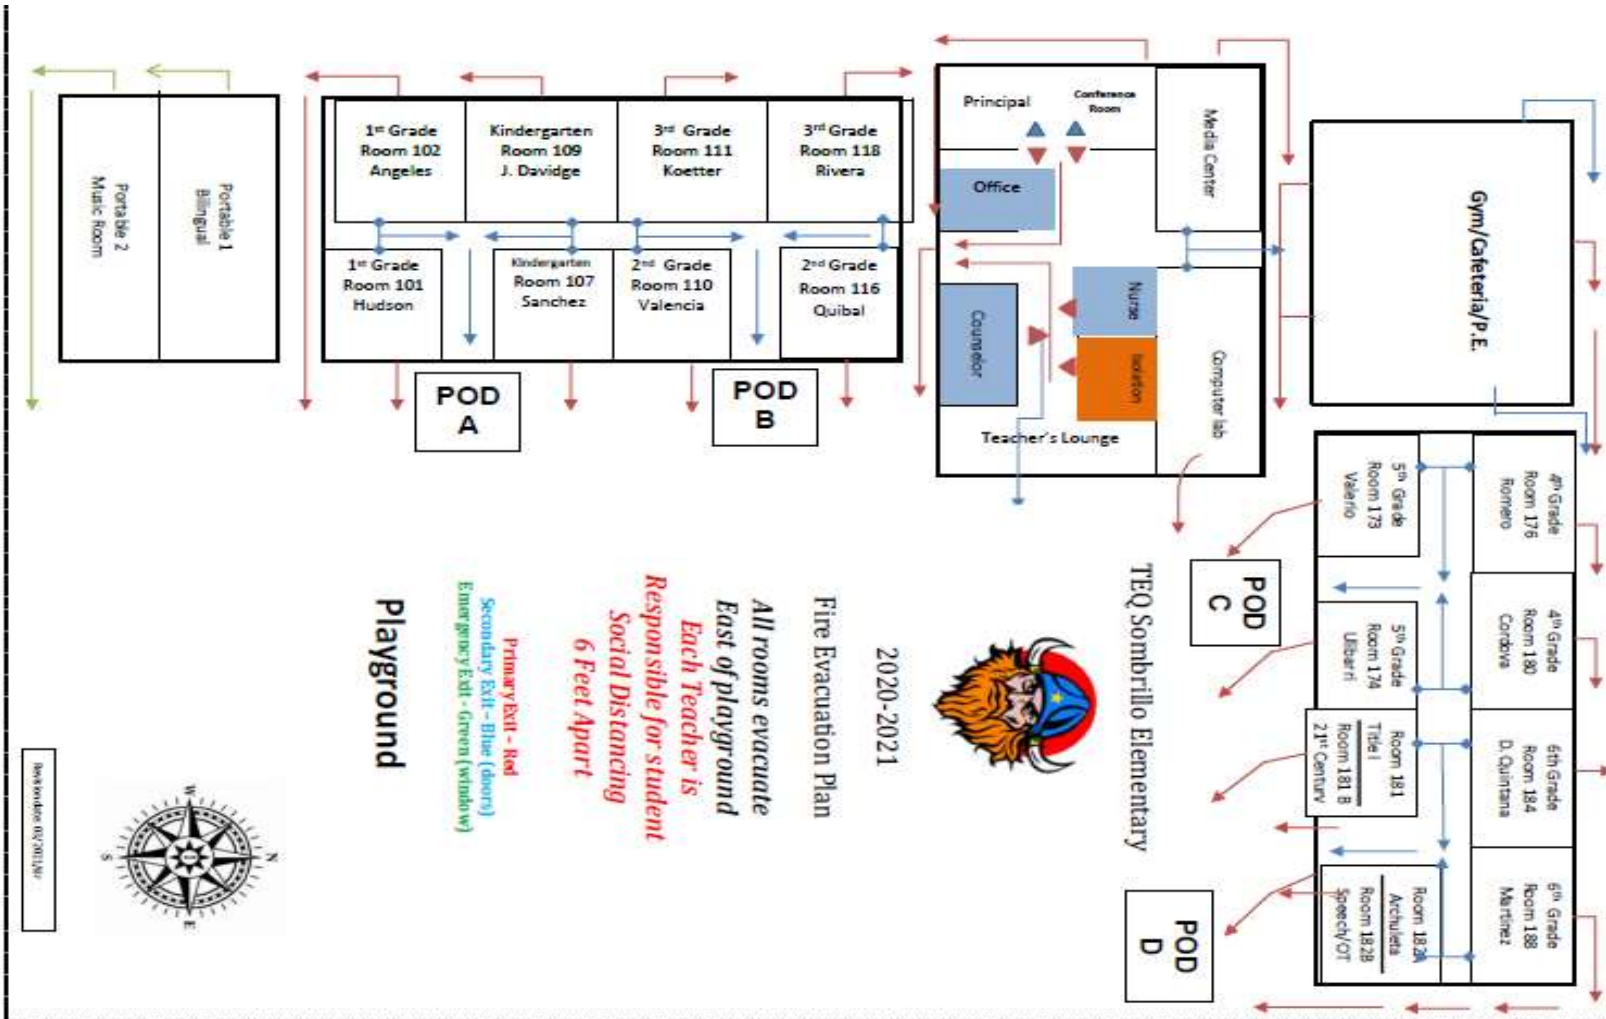 Principal
Conference
Room
Media Center
Office
Nurse
Isolation
Counselor
Computer lab
Teacher's Lounge
Gym/Cafeteria/P.E.
Portable 1
Bilingual
Portable 2
Music Room
1st Grade
Room 102
Angeles
Kindergarten
Room 109
J. Davidge
3rd Grade
Room 111
Koetter
3rd Grade
Room 118
Rivera
1st Grade
Room 101
Hudson
Kindergarten
Room 107
Sanchez
2nd Grade
Room 110
Valencia
2nd Grade
Room 116
Quibal
POD
A
POD
B
4th Grade
Room 176
Romero
4th Grade
Room 180
Cordova
6th Grade
Room 184
D. Quintana
6th Grade
Room 188
Martinez
5th Grade
Room 173
Valerio
5th Grade
Room 174
Ulibarri
Room 181
Title I
Room 181 B
21st Century
Room 182A
Archuleta
Room 182B
Speech/OT
POD
C
POD
D
TEQ Sombrillo Elementary
2020-2021
Fire Evacuation Plan
All rooms evacuate
East of playground
Each Teacher is
Responsible for student
Social Distancing
6 Feet Apart
Primary Exit - Red
Secondary Exit - Blue (doors)
Emergency Exit - Green (window)
Playground
N
W
E
S
Revision date